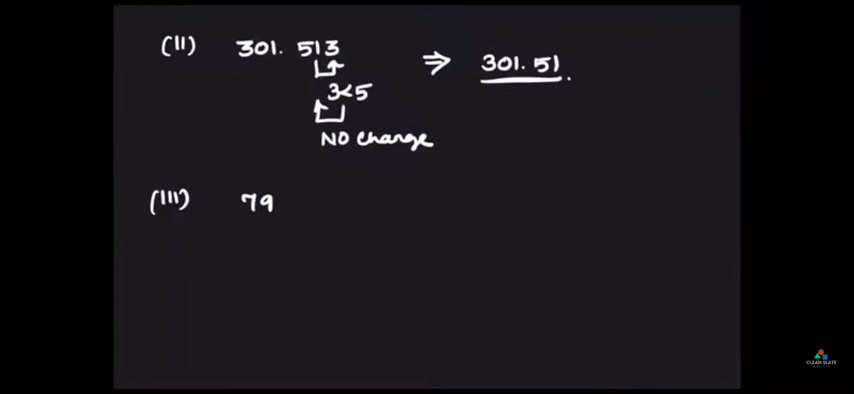 (II) 301.513 ⇒ 301.51.
3<5
NO change
(III) 79
CLEAN SLATE